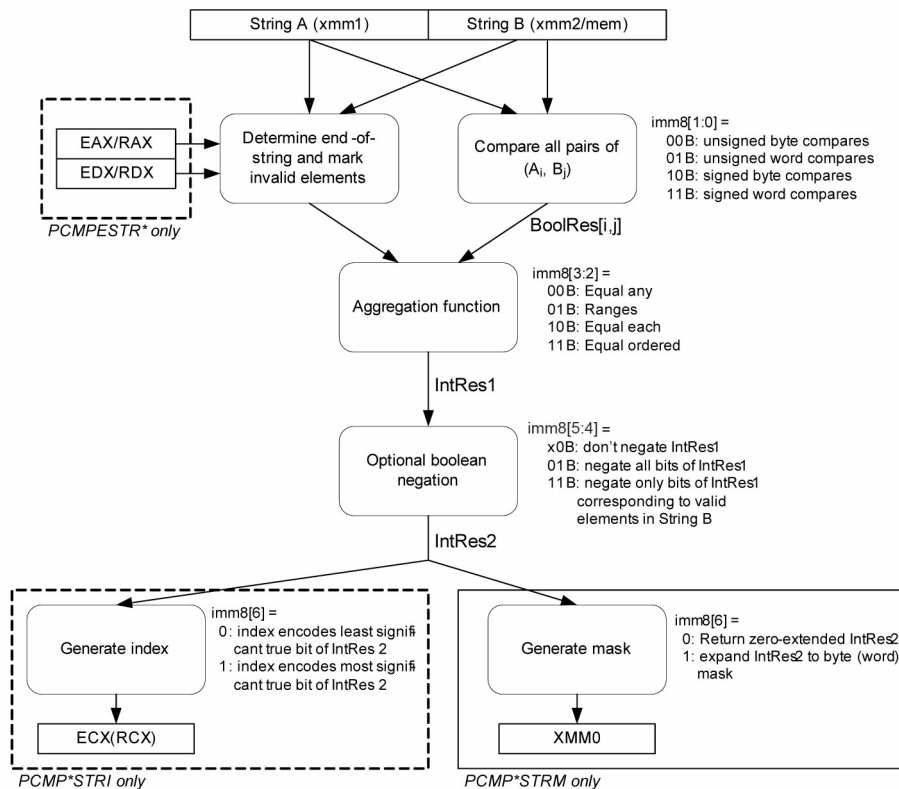 String A (xmm1)
String B (xmm2/mem)
EAX/RAX
EDX/RDX
PCMPESTR* only
Determine end -of-
string and mark
invalid elements
Compare all pairs of
(Ai, Bj)
imm8[1:0] =
00B: unsigned byte compares
01B: unsigned word compares
10B: signed byte compares
11B: signed word compares
BoolRes[i,j]
Aggregation function
imm8[3:2] =
00B: Equal any
01B: Ranges
10B: Equal each
11B: Equal ordered
IntRes1
Optional boolean
negation
imm8[5:4] =
x0B: don't negate IntRes1
01B: negate all bits of IntRes1
11B: negate only bits of IntRes1
corresponding to valid
elements in String B
IntRes2
Generate index
imm8[6] =
0: index encodes least signifi
cant true bit of IntRes 2
1: index encodes most signifi
cant true bit of IntRes 2
ECX(RCX)
PCMP*STRI only
Generate mask
imm8[6] =
0: Return zero-extended IntRes2
1: expand IntRes2 to byte (word)
mask
XMM0
PCMP*STRM only